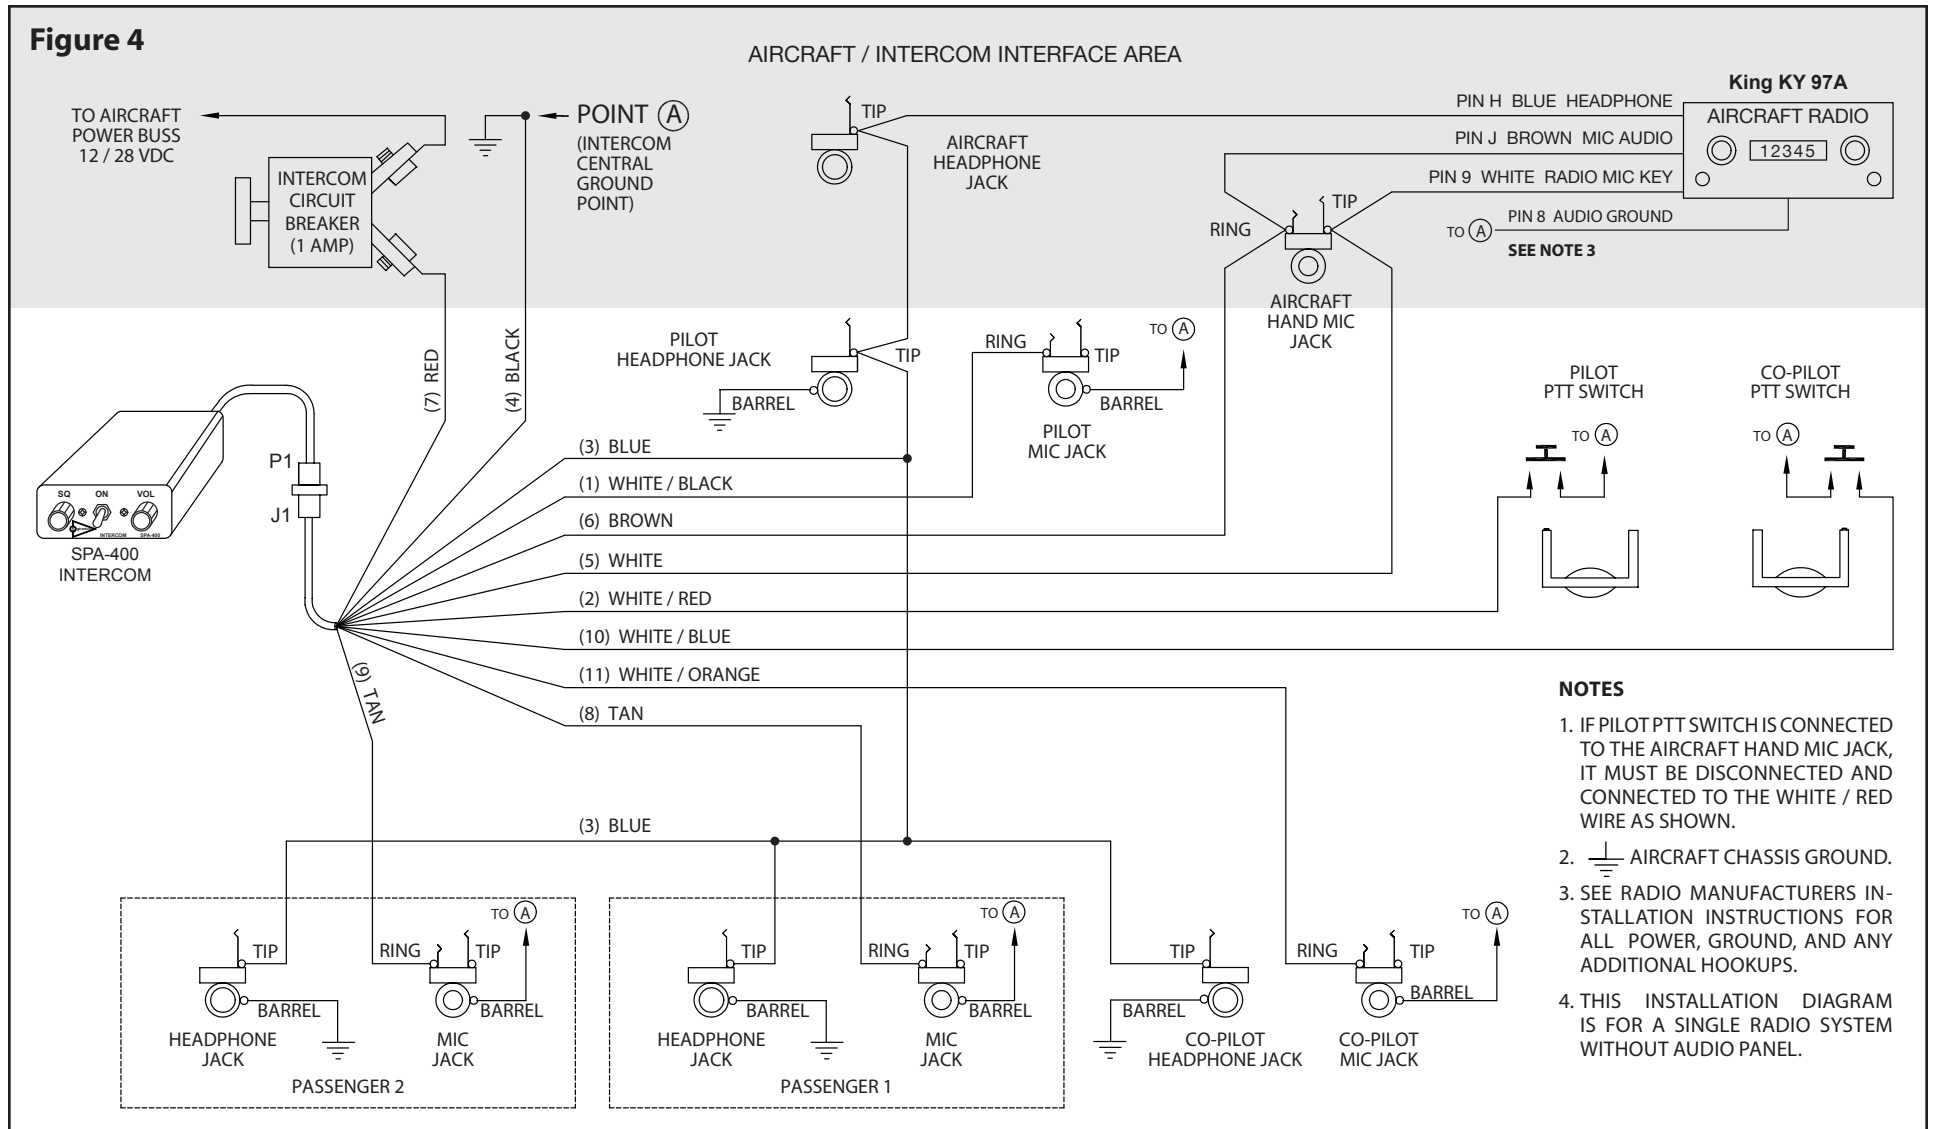 Figure 4
AIRCRAFT / INTERCOM INTERFACE AREA
King KY 97A
AIRCRAFT RADIO
12345
PIN H BLUE HEADPHONE
PIN J BROWN MIC AUDIO
PIN 9 WHITE RADIO MIC KEY
PIN 8 AUDIO GROUND
TO A
SEE NOTE 3
TO AIRCRAFT
POWER BUSS
12 / 28 VDC
INTERCOM
CIRCUIT
BREAKER
(1 AMP)
POINT A
(INTERCOM
CENTRAL
GROUND
POINT)
TIP
AIRCRAFT
HEADPHONE
JACK
RING
TIP
AIRCRAFT
HAND MIC
JACK
(7) RED
(4) BLACK
PILOT
HEADPHONE JACK
TIP
BARREL
RING
TIP
TO A
BARREL
PILOT
MIC JACK
PILOT
PTT SWITCH
TO A
CO-PILOT
PTT SWITCH
TO A
P1
J1
SQ
ON
VOL
INTERCOM
SPA-400
SPA-400
INTERCOM
(3) BLUE
(1) WHITE / BLACK
(6) BROWN
(5) WHITE
(2) WHITE / RED
(10) WHITE / BLUE
(11) WHITE / ORANGE
(8) TAN
(9) TAN
(3) BLUE
TIP
BARREL
HEADPHONE
JACK
RING
TIP
TO A
BARREL
MIC
JACK
PASSENGER 2
TIP
BARREL
HEADPHONE
JACK
RING
TIP
TO A
BARREL
MIC
JACK
PASSENGER 1
TIP
BARREL
CO-PILOT
HEADPHONE JACK
RING
TIP
TO A
BARREL
CO-PILOT
MIC JACK
NOTES
1. IF PILOT PTT SWITCH IS CONNECTED
TO THE AIRCRAFT HAND MIC JACK,
IT MUST BE DISCONNECTED AND
CONNECTED TO THE WHITE / RED
WIRE AS SHOWN.
2. AIRCRAFT CHASSIS GROUND.
3. SEE RADIO MANUFACTURERS IN-
STALLATION INSTRUCTIONS FOR
ALL POWER, GROUND, AND ANY
ADDITIONAL HOOKUPS.
4. THIS INSTALLATION DIAGRAM
IS FOR A SINGLE RADIO SYSTEM
WITHOUT AUDIO PANEL.